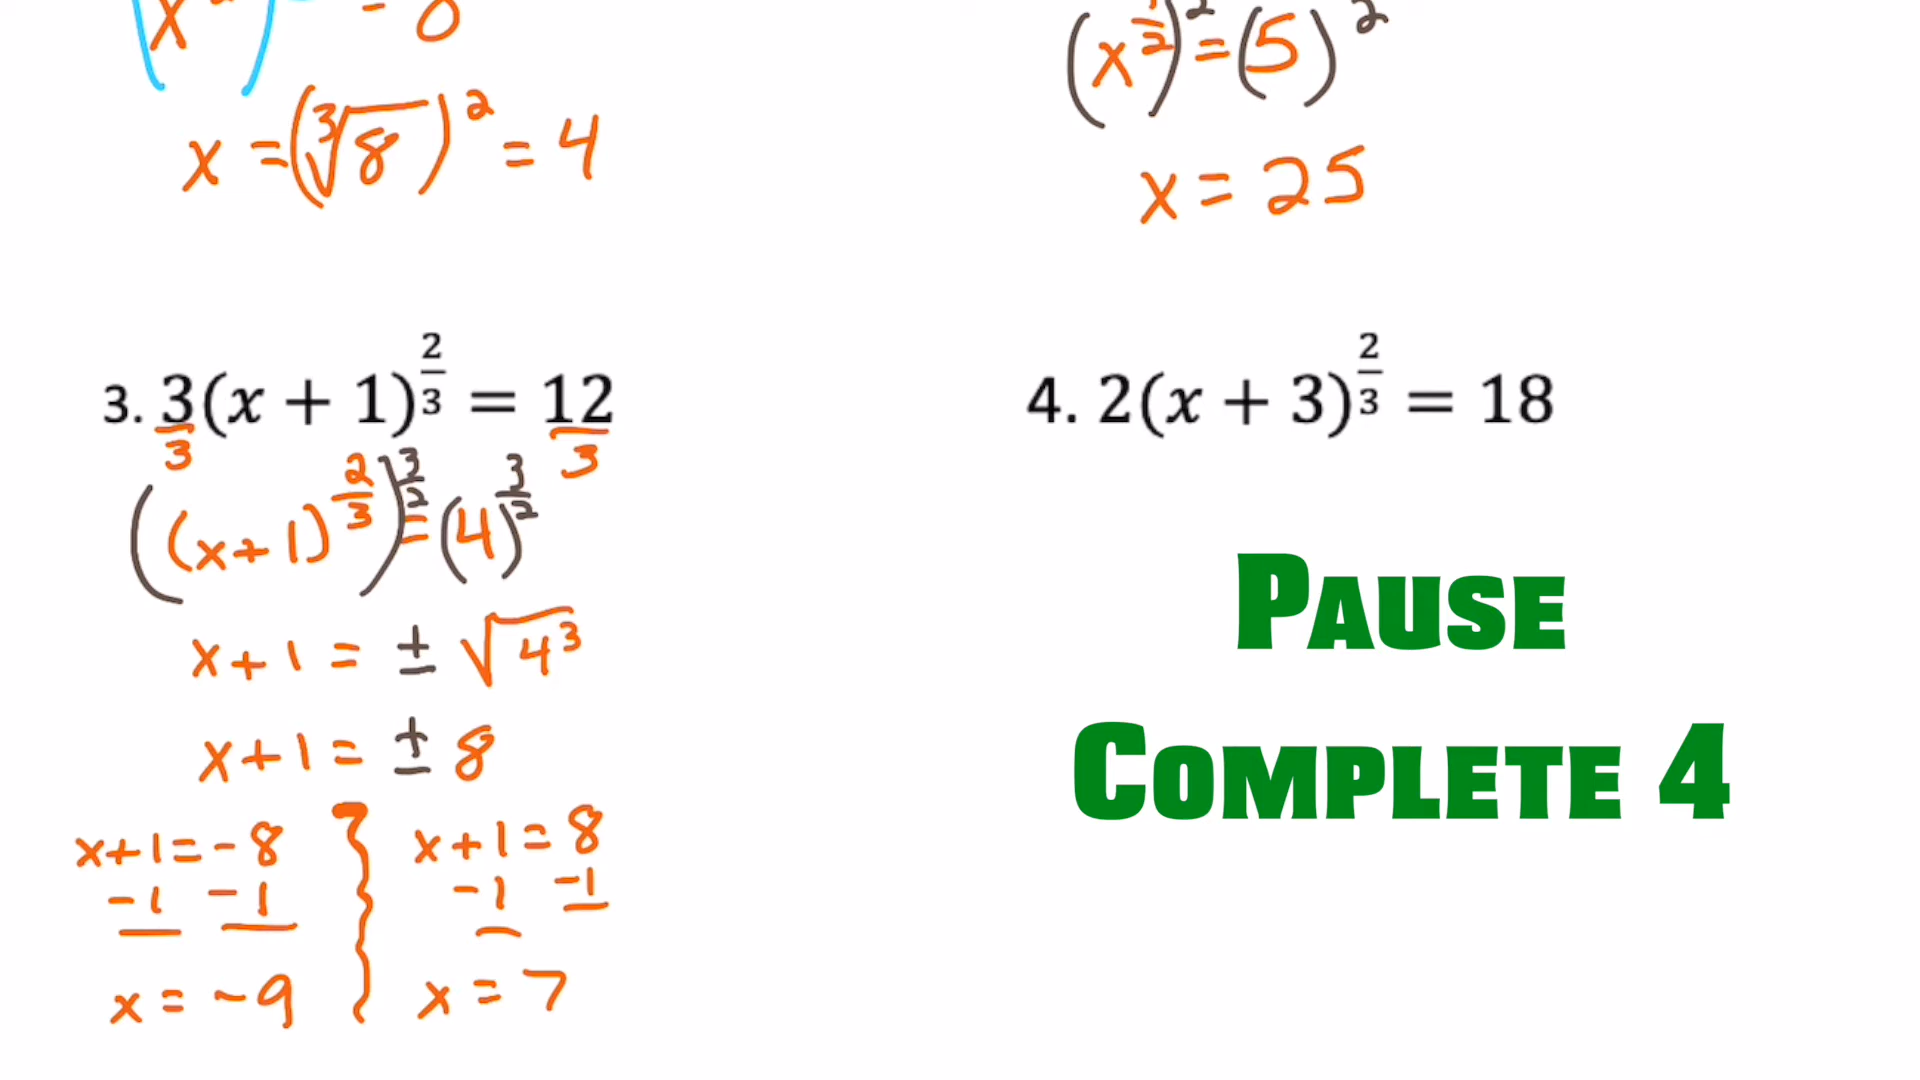 (x ) = 8
x = (∛8)² = 4
(x^½)² = (5)²
x = 25
3. 3(x + 1)^(2/3) = 12
3 3
((x+1)^(2/3))^(3/2) = (4)^(3/2)
x+1 = ± √4³
x+1 = ± 8
x+1 = -8
-1 -1
x = -9
x+1 = 8
-1 -1
x = 7
4. 2(x + 3)^(2/3) = 18
PAUSE
COMPLETE 4